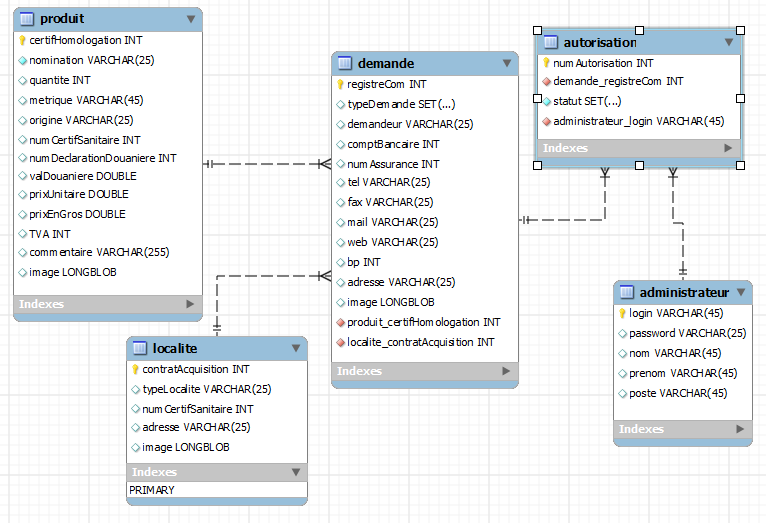 produit
certifHomologation INT
nomination VARCHAR(25)
quantite INT
metrique VARCHAR(45)
origine VARCHAR(25)
numCertifSanitaire INT
numDeclarationDouaniere INT
valDouaniere DOUBLE
prixUnitaire DOUBLE
prixEnGros DOUBLE
TVA INT
commentaire VARCHAR(255)
image LONGBLOB
Indexes
demande
registreCom INT
typeDemande SET(...)
demandeur VARCHAR(25)
comptBancaire INT
numAssurance INT
tel VARCHAR(25)
fax VARCHAR(25)
mail VARCHAR(25)
web VARCHAR(25)
bp INT
adresse VARCHAR(25)
image LONGBLOB
produit_certifHomologation INT
localite_contratAcquisition INT
Indexes
autorisation
numAutorisation INT
demande_registreCom INT
statut SET(...)
administrateur_login VARCHAR(45)
Indexes
localite
contratAcquisition INT
typeLocalite VARCHAR(25)
numCertifSanitaire INT
adresse VARCHAR(25)
image LONGBLOB
Indexes
PRIMARY
administrateur
login VARCHAR(45)
password VARCHAR(25)
nom VARCHAR(45)
prenom VARCHAR(45)
poste VARCHAR(45)
Indexes